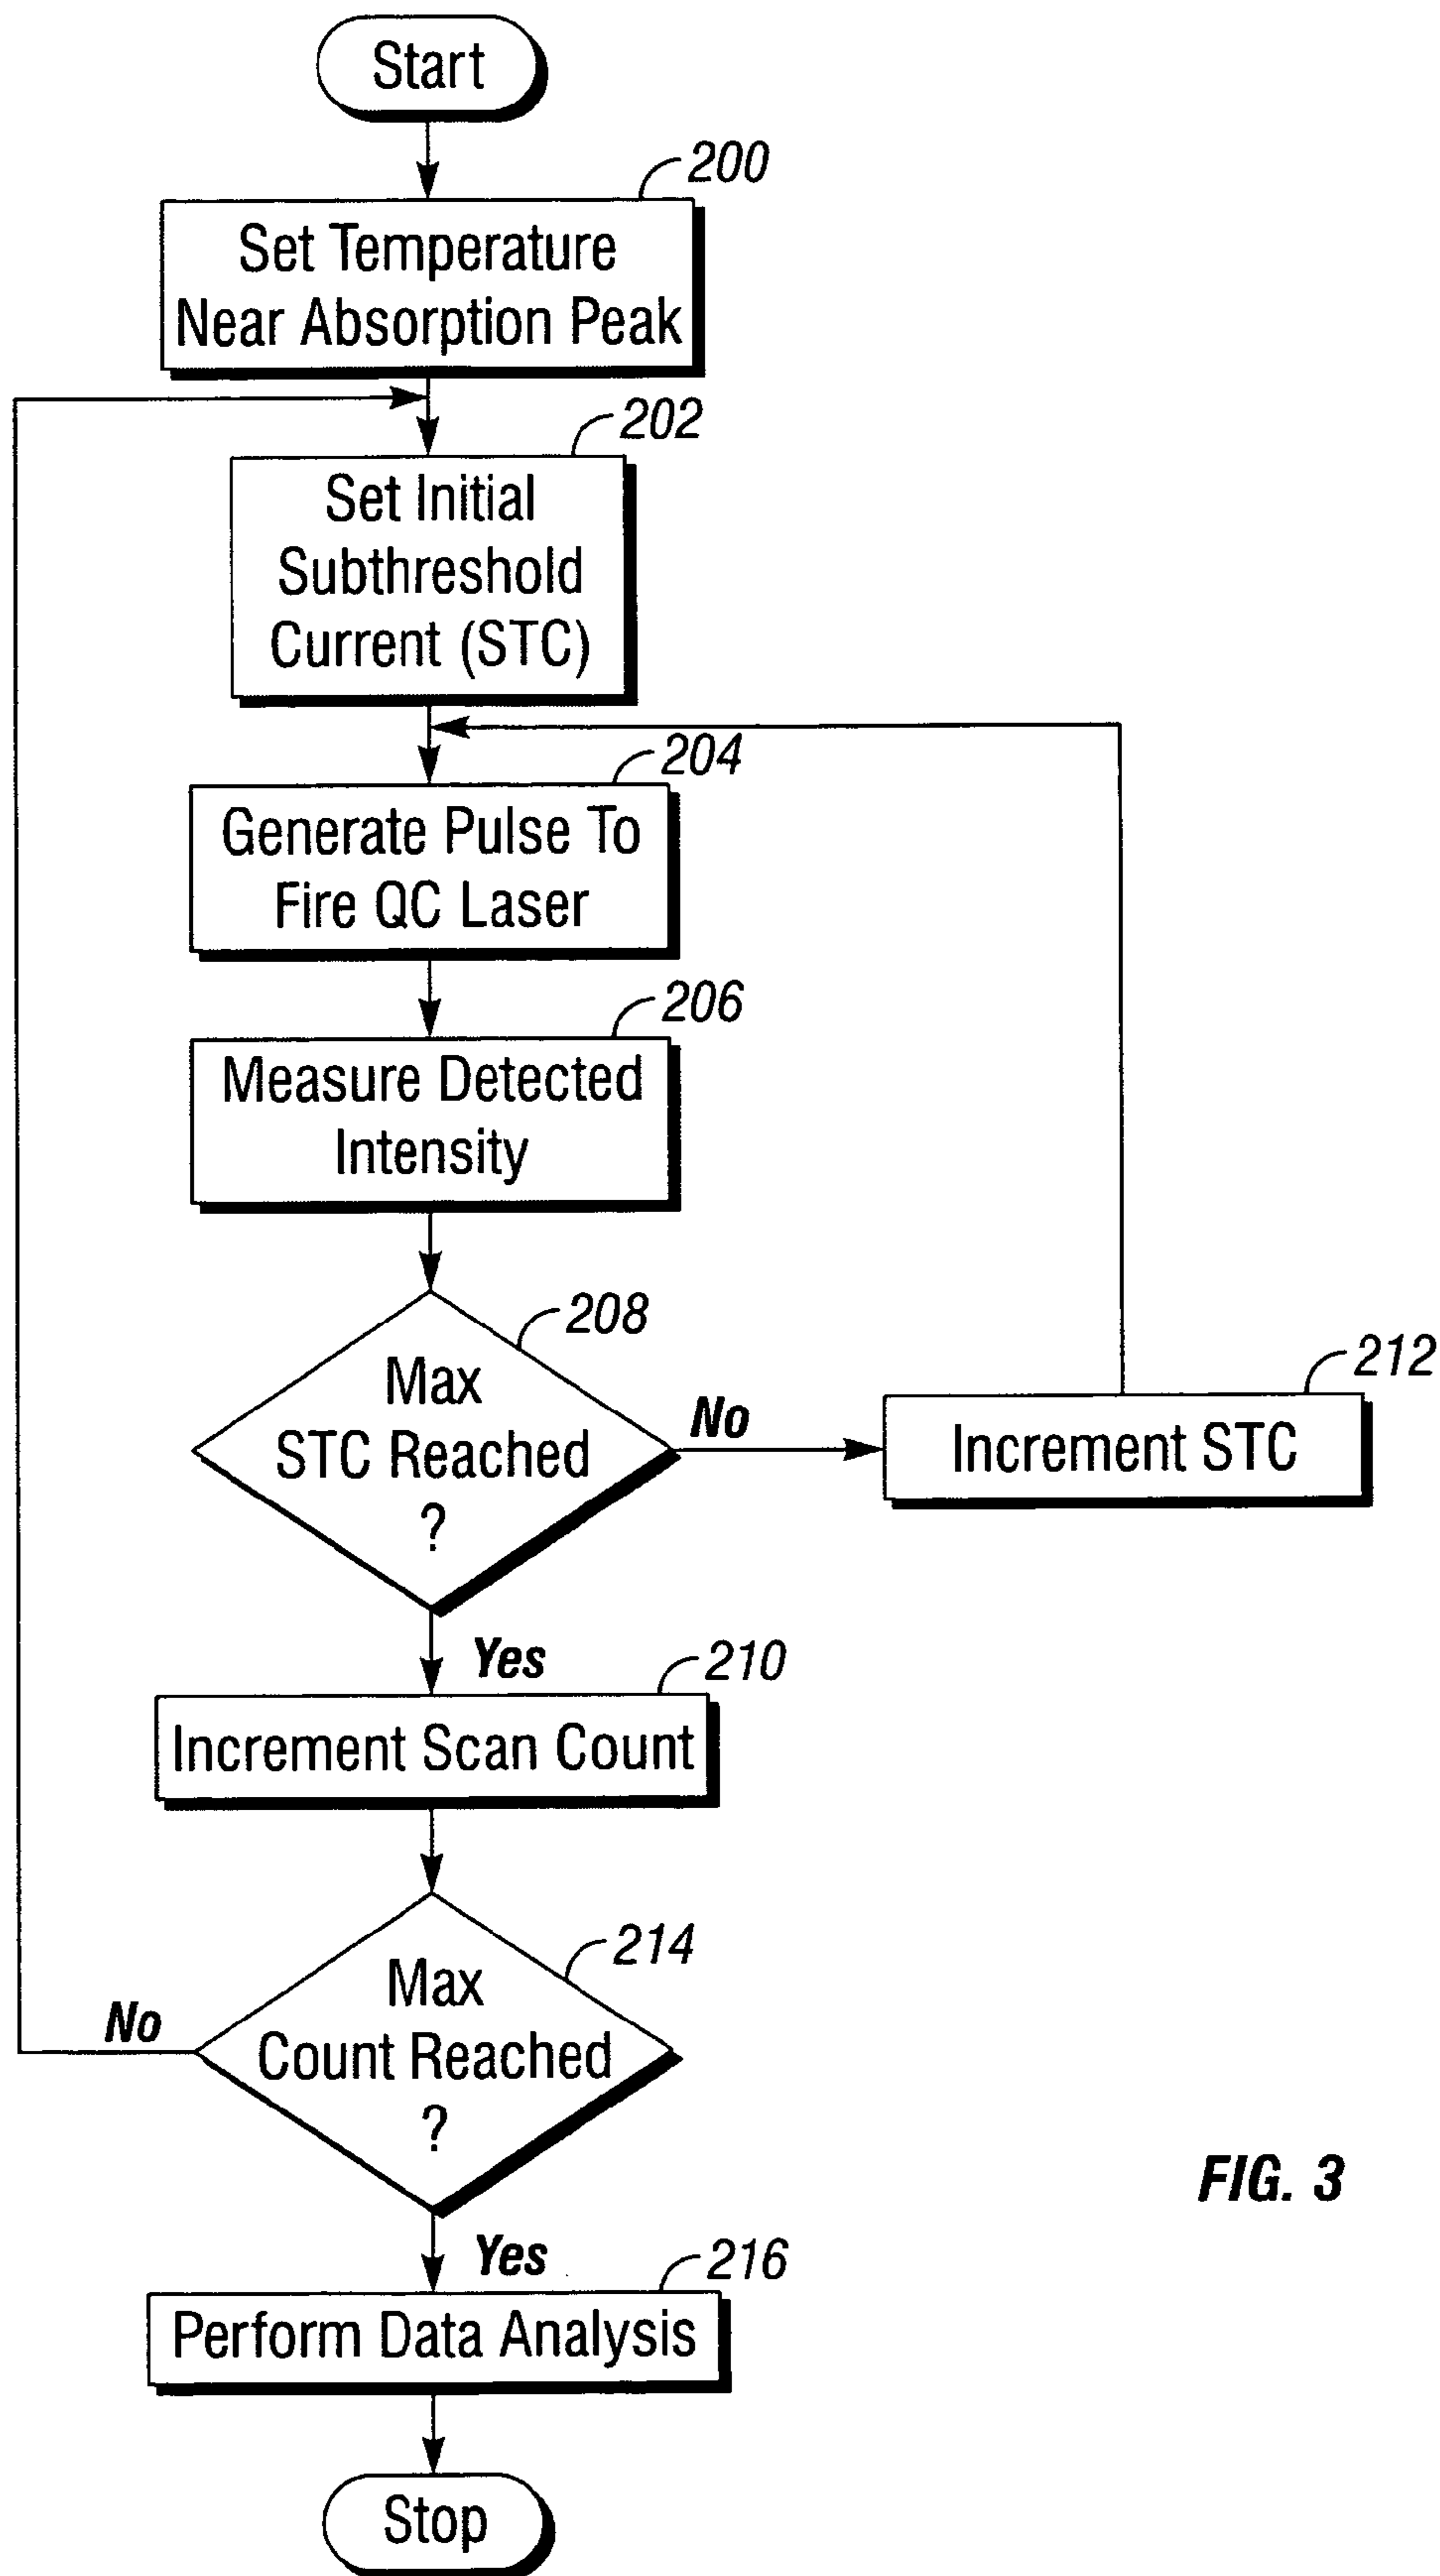 Start
200
Set Temperature
Near Absorption Peak
202
Set Initial
Subthreshold
Current (STC)
204
Generate Pulse To
Fire QC Laser
206
Measure Detected
Intensity
208
Max
STC Reached
?
No
212
Increment STC
Yes
210
Increment Scan Count
214
Max
Count Reached
?
No
FIG. 3
Yes
216
Perform Data Analysis
Stop